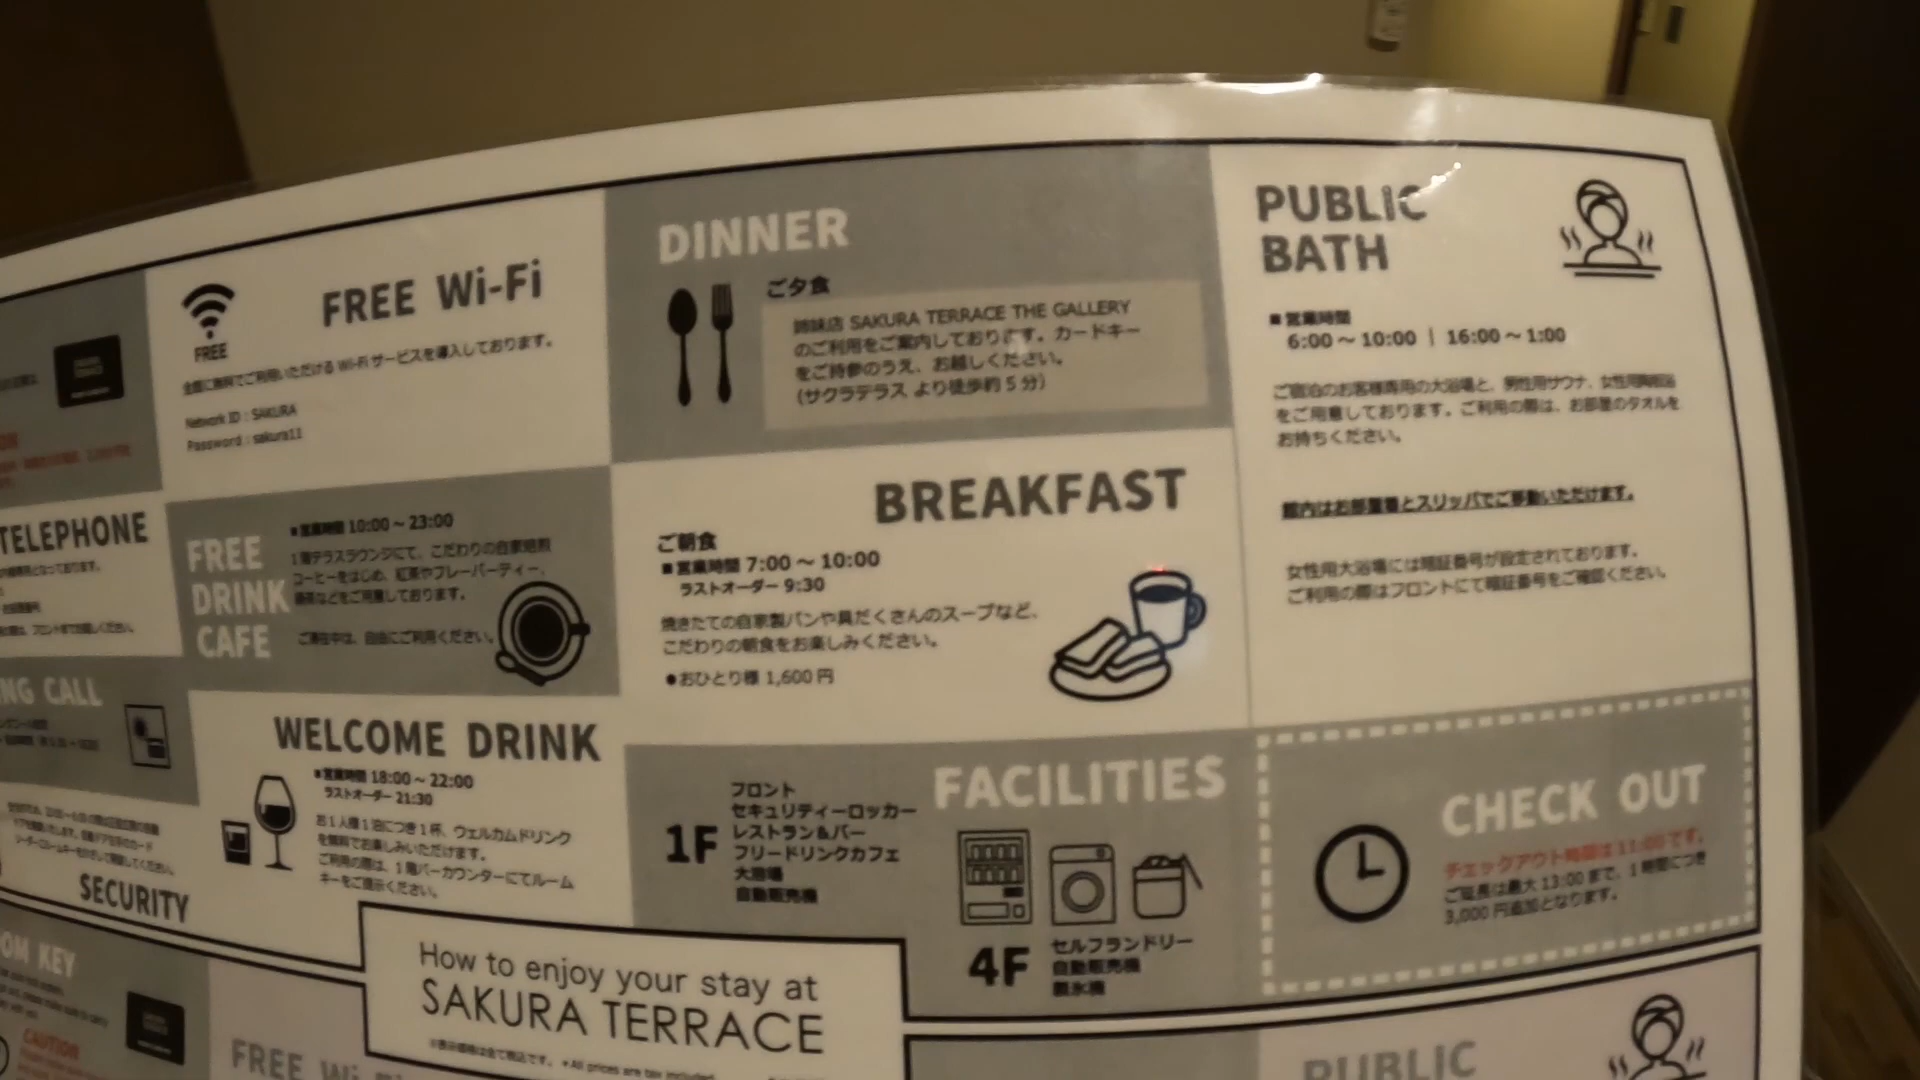 FREE Wi-Fi
FREE
全館に無料でご利用いただける Wi-Fi サービスを導入しております。
Network ID : SAKURA
Password : sakura11
DINNER
ご夕食
姉妹店 SAKURA TERRACE THE GALLERY
のご利用をご案内しております。カードキー
をご持参のうえ、お越しください。
(サクラテラス より徒歩約 5 分)
PUBLIC
BATH
■ 営業時間
6:00 ～ 10:00 | 16:00 ～ 1:00
ご宿泊のお客様専用の大浴場と、男性用サウナ、女性用
をご用意しております。ご利用の際は、お部屋のタオルを
お持ちください。
館内はお部屋着とスリッパでご移動いただけます。
女性用大浴場には暗証番号が設定されております。
ご利用の際はフロントにて暗証番号をご確認ください。
TELEPHONE
FREE
DRINK
CAFE
■ 営業時間 10:00 ～ 23:00
1 階テラスラウンジにて、こだわりの自家焙煎
コーヒーをはじめ、紅茶やフレーバーティー、
緑茶などをご用意しております。
ご滞在中は、自由にご利用ください。
BREAKFAST
ご朝食
■ 営業時間 7:00 ～ 10:00
ラストオーダー 9:30
焼きたての自家製パンや具だくさんのスープなど、
こだわりの朝食をお楽しみください。
●おひとり様 1,600 円
NG CALL
WELCOME DRINK
■ 営業時間 18:00 ～ 22:00
ラストオーダー 21:30
お 1 人様 1 泊につき 1 杯、ウェルカムドリンク
を無料でお楽しみいただけます。
ご利用の際は、1 階バーカウンターにてルーム
キーをご提示ください。
SECURITY
FACILITIES
1F
フロント
セキュリティーロッカー
レストラン&バー
フリードリンクカフェ
大浴場
自動販売機
4F
セルフランドリー
自動販売機
製氷機
CHECK OUT
チェックアウト時間は 11:00 です。
ご延長は最大 13:00 まで、1 時間につき
3,000 円追加となります。
How to enjoy your stay at
SAKURA TERRACE
※表示価格は全て税込です。 *All prices are tax included.
OM KEY
CAUTION
FREE Wi-Fi
PUBLIC